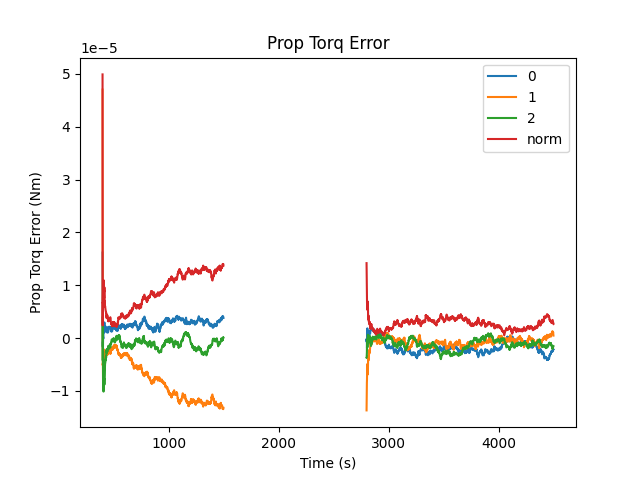 Prop Torq Error
1e−5
5
4
3
2
1
0
−1
Prop Torq Error (Nm)
1000
2000
3000
4000
Time (s)
0
1
2
norm